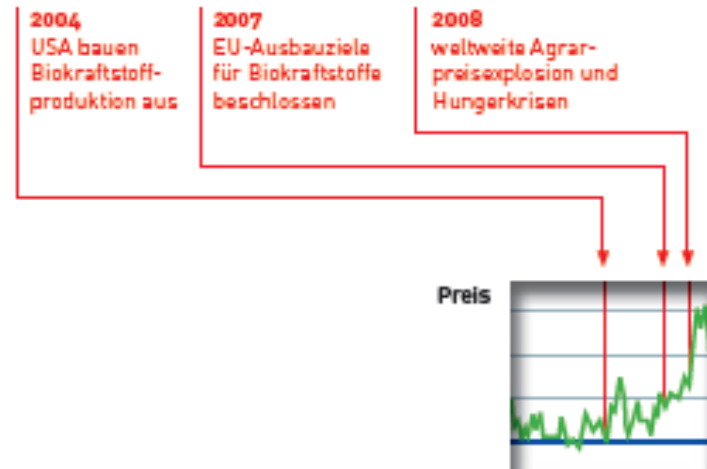 2004
USA bauen
Biokraftstoff-
produktion aus
2007
EU-Ausbauziele
für Biokraftstoffe
beschlossen
2008
weltweite Agrar-
preisexplosion und
Hungerkrisen
Preis